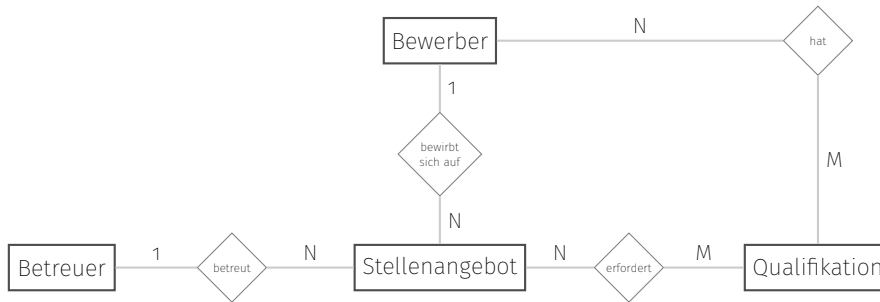 N
Bewerber
hat
1
bewirbt
sich auf
M
N
1
N
N
M
Betreuer
betreut
Stellenangebot
erfordert
Qualifikation